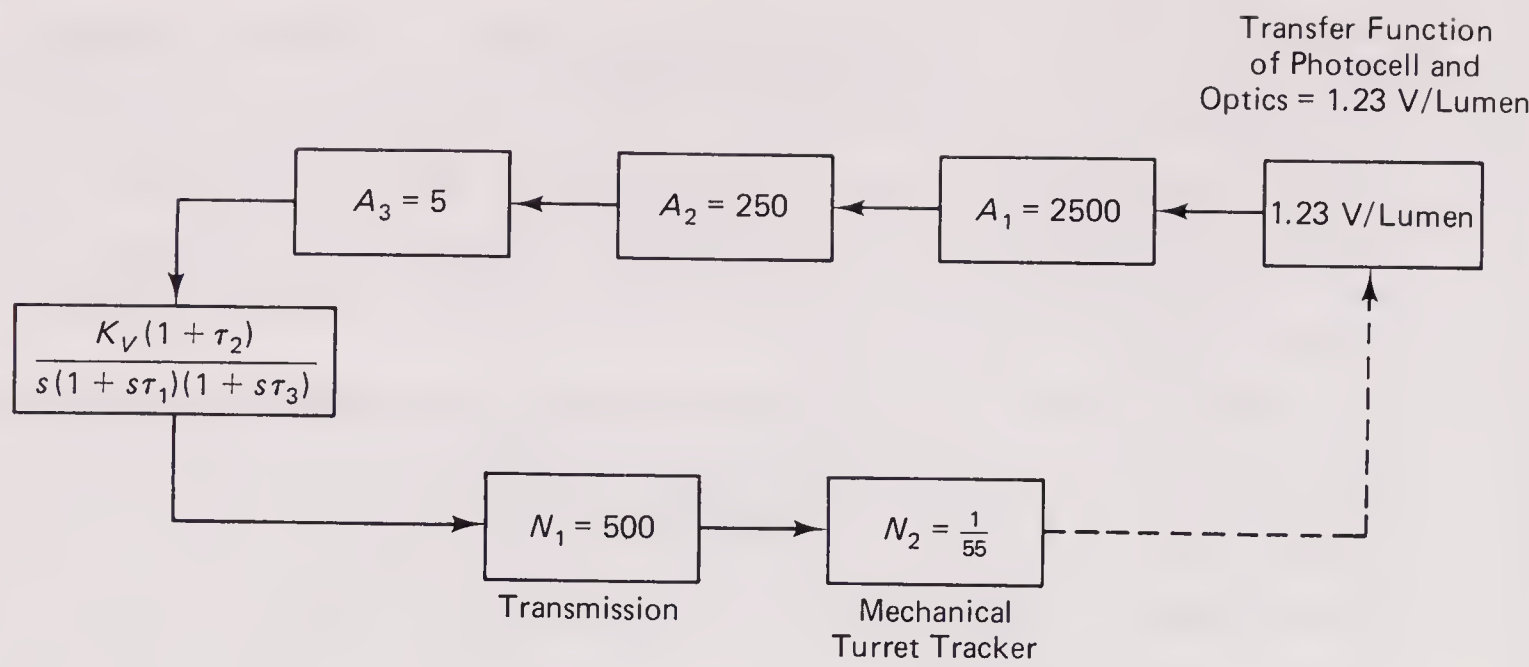 Transfer Function
of Photocell and
Optics = 1.23 V/Lumen
A₃ = 5
A₂ = 250
A₁ = 2500
1.23 V/Lumen
K_V(1 + τ₂)
s(1 + sτ₁)(1 + sτ₃)
N₁ = 500
N₂ = 1/55
Transmission
Mechanical
Turret Tracker